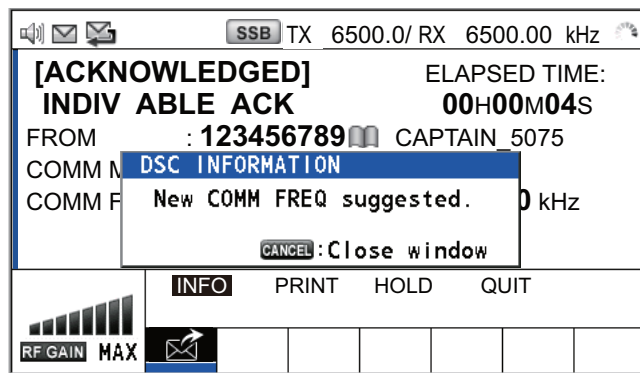 SSB TX 6500.0/ RX 6500.00 kHz
[ACKNOWLEDGED] ELAPSED TIME:
INDIV ABLE ACK 00H00M04S
FROM : 123456789 CAPTAIN_5075
COMM M
DSC INFORMATION
COMM F
New COMM FREQ suggested.
0 kHz
CANCEL:Close window
INFO PRINT HOLD QUIT
RF GAIN MAX